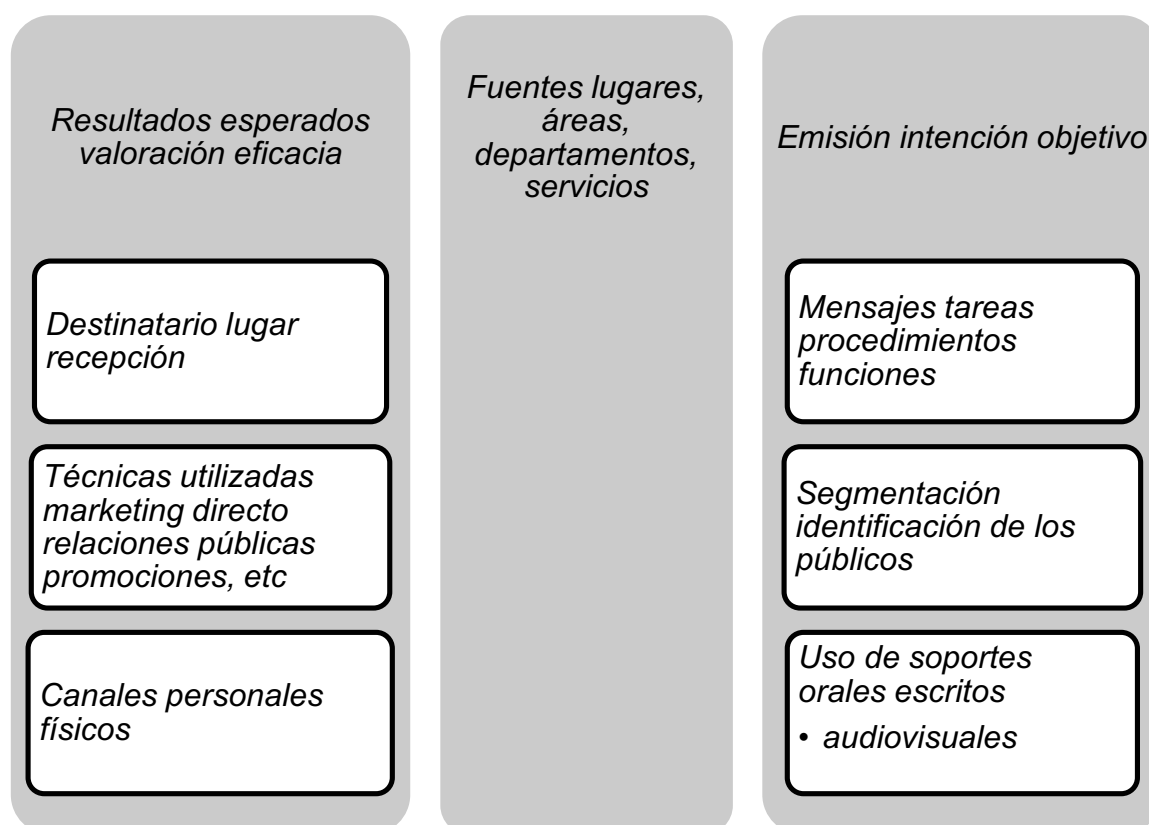 Resultados esperados
valoración eficacia
Destinatario lugar
recepción
Técnicas utilizadas
marketing directo
relaciones públicas
promociones, etc
Canales personales
físicos
Fuentes lugares,
áreas,
departamentos,
servicios
Emisión intención objetivo
Mensajes tareas
procedimientos
funciones
Segmentación
identificación de los
públicos
Uso de soportes
orales escritos
• audiovisuales